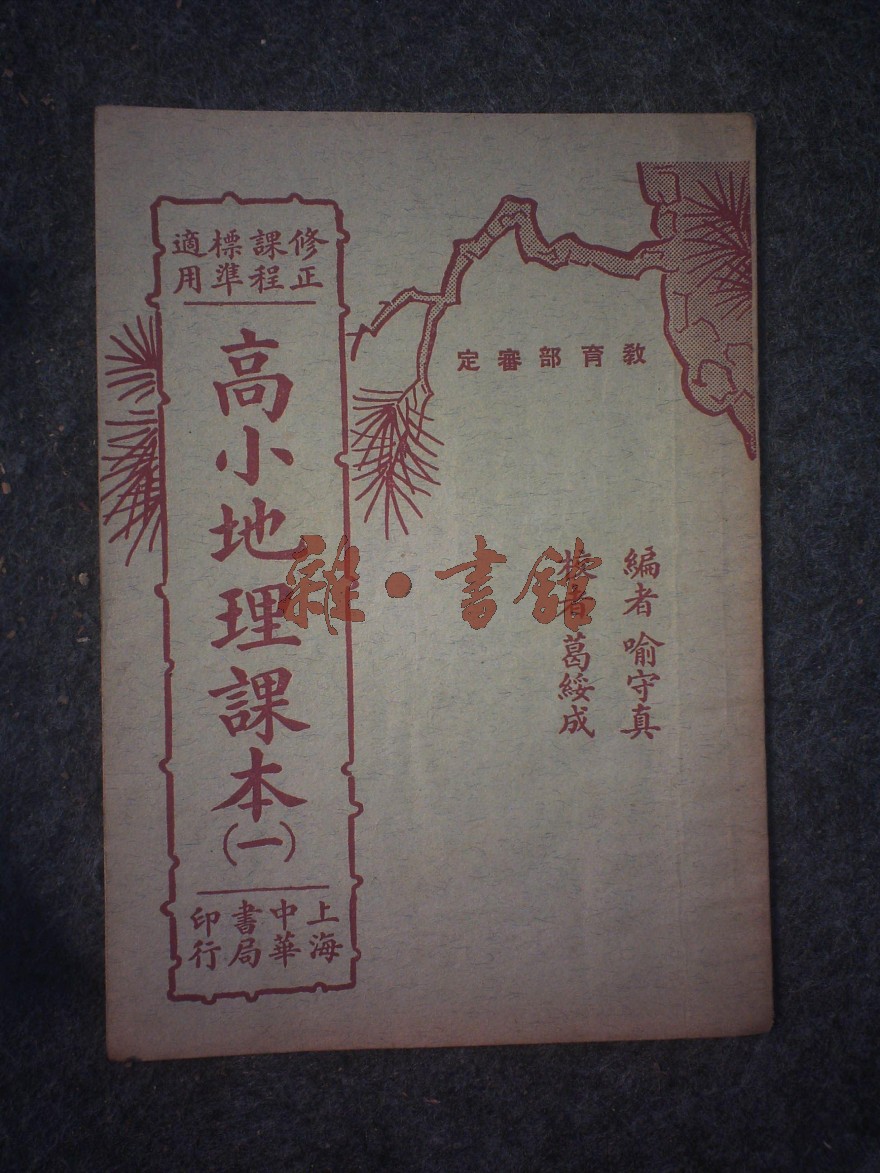 教育部審定
編者 喻守真
校者 葛綏成
修正課程標準適用
高小地理課本(一)
上海中華書局印行
雜·書館